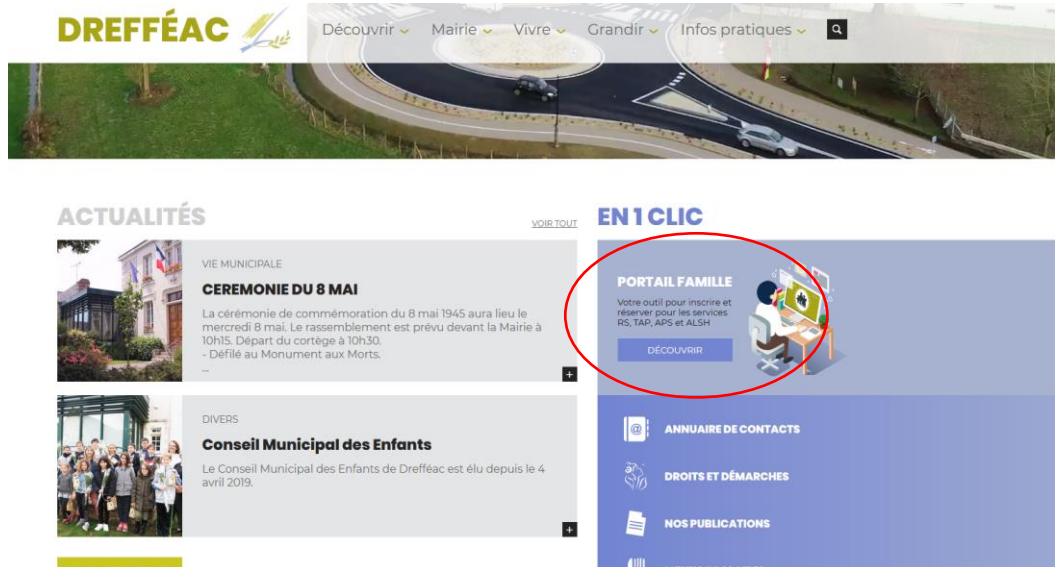 DREFFÉAC
Découvrir
Mairie
Vivre
Grandir
Infos pratiques
ACTUALITÉS
VOIR TOUT
VIE MUNICIPALE
CEREMONIE DU 8 MAI
La cérémonie de commémoration du 8 mai 1945 aura lieu le
mercredi 8 mai. Le rassemblement est prévu devant la Mairie à
10h15. Départ du cortège à 10h30.
- Défilé au Monument aux Morts.
...
+
DIVERS
Conseil Municipal des Enfants
Le Conseil Municipal des Enfants de Drefféac est élu depuis le 4
avril 2019.
+
EN 1 CLIC
PORTAIL FAMILLE
Votre outil pour inscrire et
réserver pour les services
RS, TAP, APS et ALSH
DÉCOUVRIR
@
ANNUAIRE DE CONTACTS
DROITS ET DÉMARCHES
NOS PUBLICATIONS